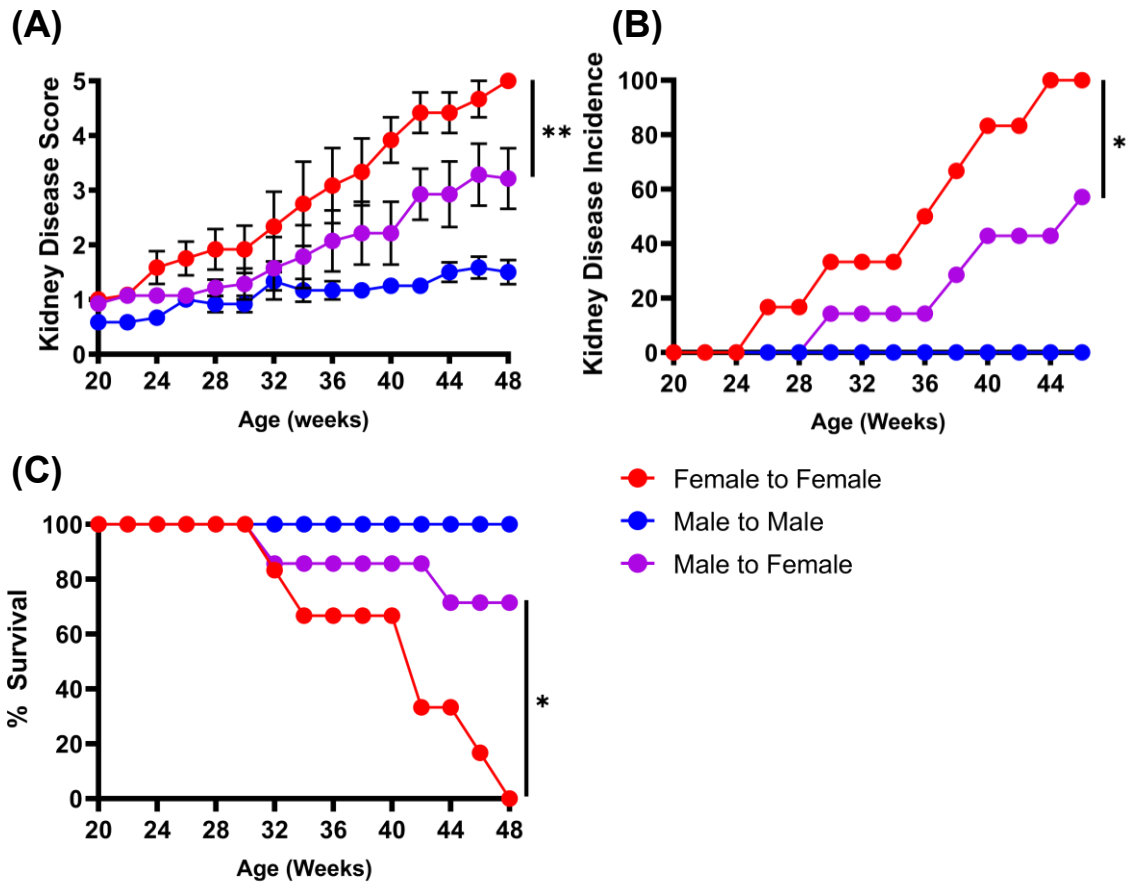 (A)
Kidney Disease Score
5
4
3
2
1
0
20 24 28 32 36 40 44 48
Age (weeks)
**
(B)
Kidney Disease Incidence
100
80
60
40
20
0
20 24 28 32 36 40 44
Age (Weeks)
*
(C)
% Survival
100
80
60
40
20
0
20 24 28 32 36 40 44 48
Age (Weeks)
*
Female to Female
Male to Male
Male to Female